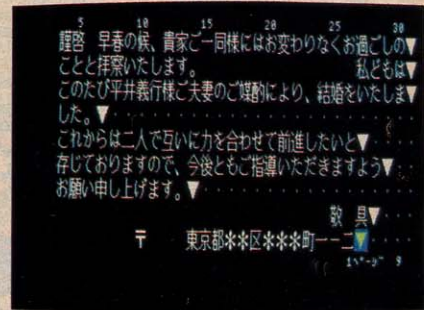 5 10 15 20 25 30
謹啓 早春の候、貴家ご一同様にはお変わりなくお過ごしの▼
ことと拝察いたします。 私どもは▼
このたび平井義行様ご夫妻のご媒酌により、結婚をいたしま▼
した。▼
これからは二人で互いに力を合わせて前進したいと▼
存じておりますので、今後ともご指導いただきますよう▼
お願い申し上げます。▼
敬 具▼
〒 東京都**区***町一ー二▼
1ページ 9